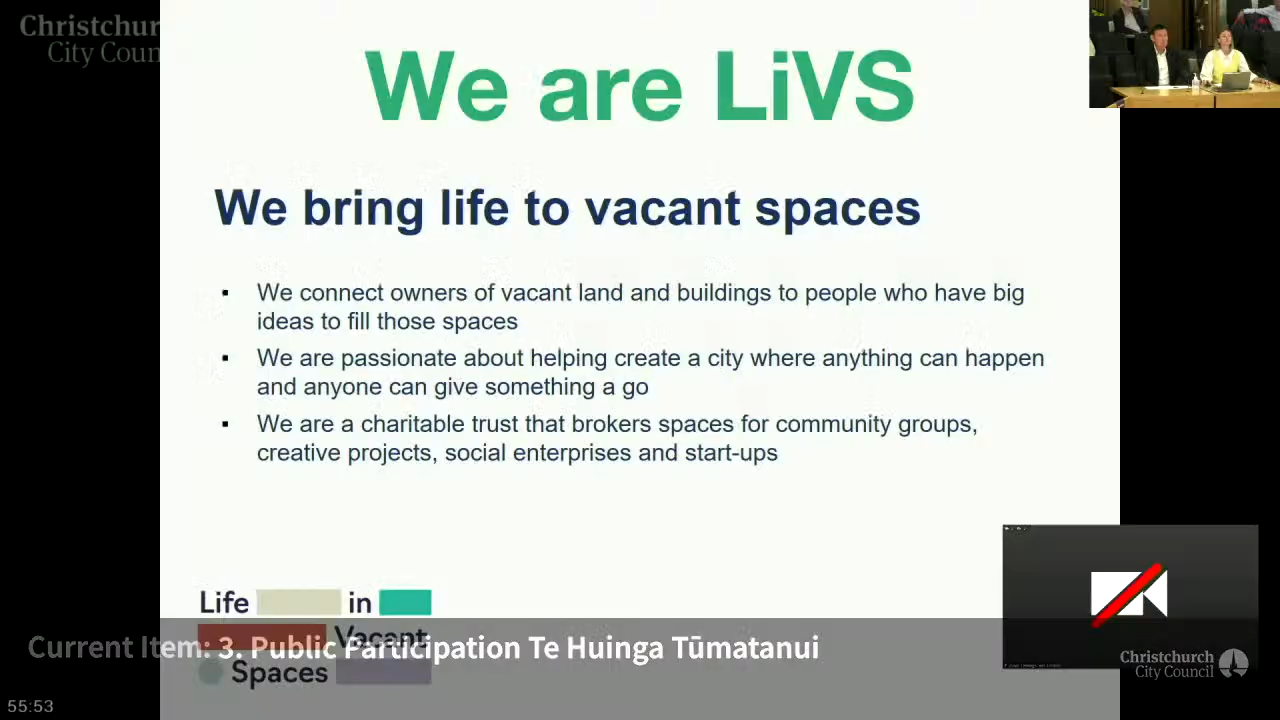 Christchur
City Coun
We are LiVS
We bring life to vacant spaces
▪ We connect owners of vacant land and buildings to people who have big
ideas to fill those spaces
▪ We are passionate about helping create a city where anything can happen
and anyone can give something a go
▪ We are a charitable trust that brokers spaces for community groups,
creative projects, social enterprises and start-ups
Life in
Vacant
Spaces
Current Item: 3. Public Participation Te Huinga Tūmatanui
Christchurch
City Council
55:53